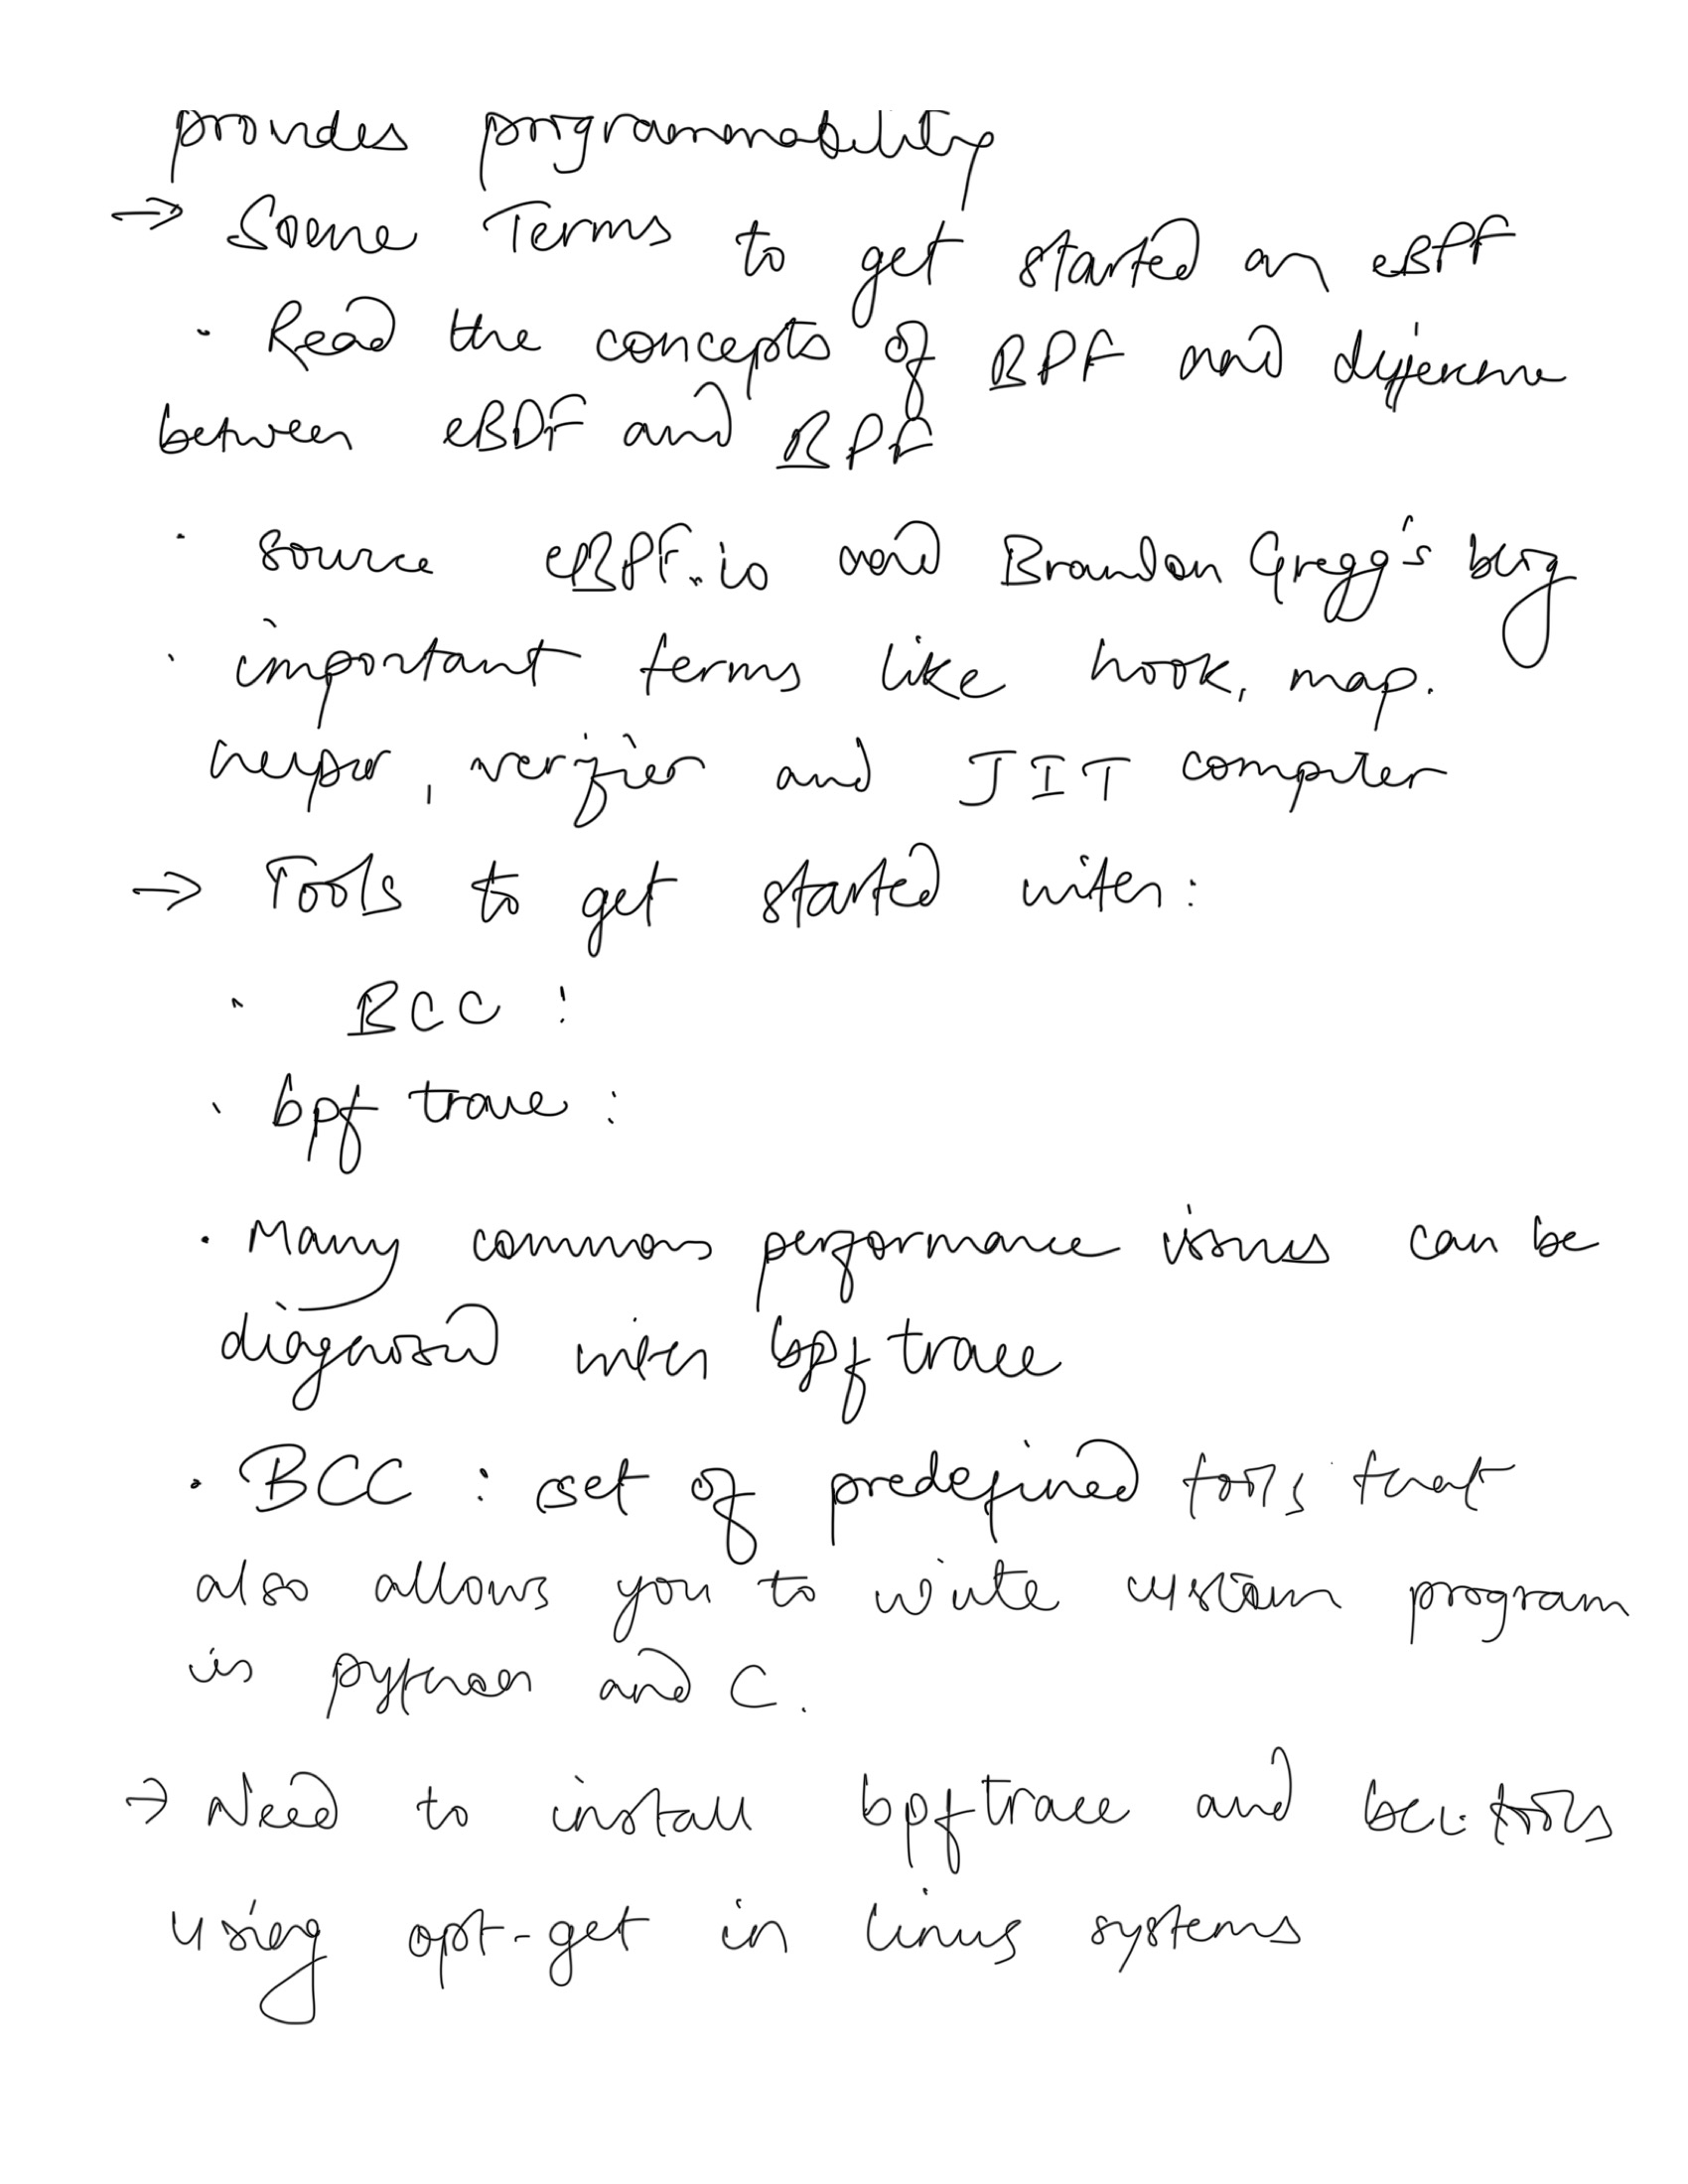 provides programmability
→ Some Terms to get started on eBPF
· Read the concepts of BPF and difference
between eBPF and BPF
· source eBPF.io and Brandon Gregg's blog
· important terms like hook, map.
helper, verifier and JIT compiler
→ Tools to get started with:
· BCC :
· bpf trace :
· Many common performance issues can be
diagnosed with bpf trace
· BCC : set of predefined tools that
also allows you to write custom program
in python and C.
→ Need to install bpftrace and bcc-tools
using apt-get in linux systems